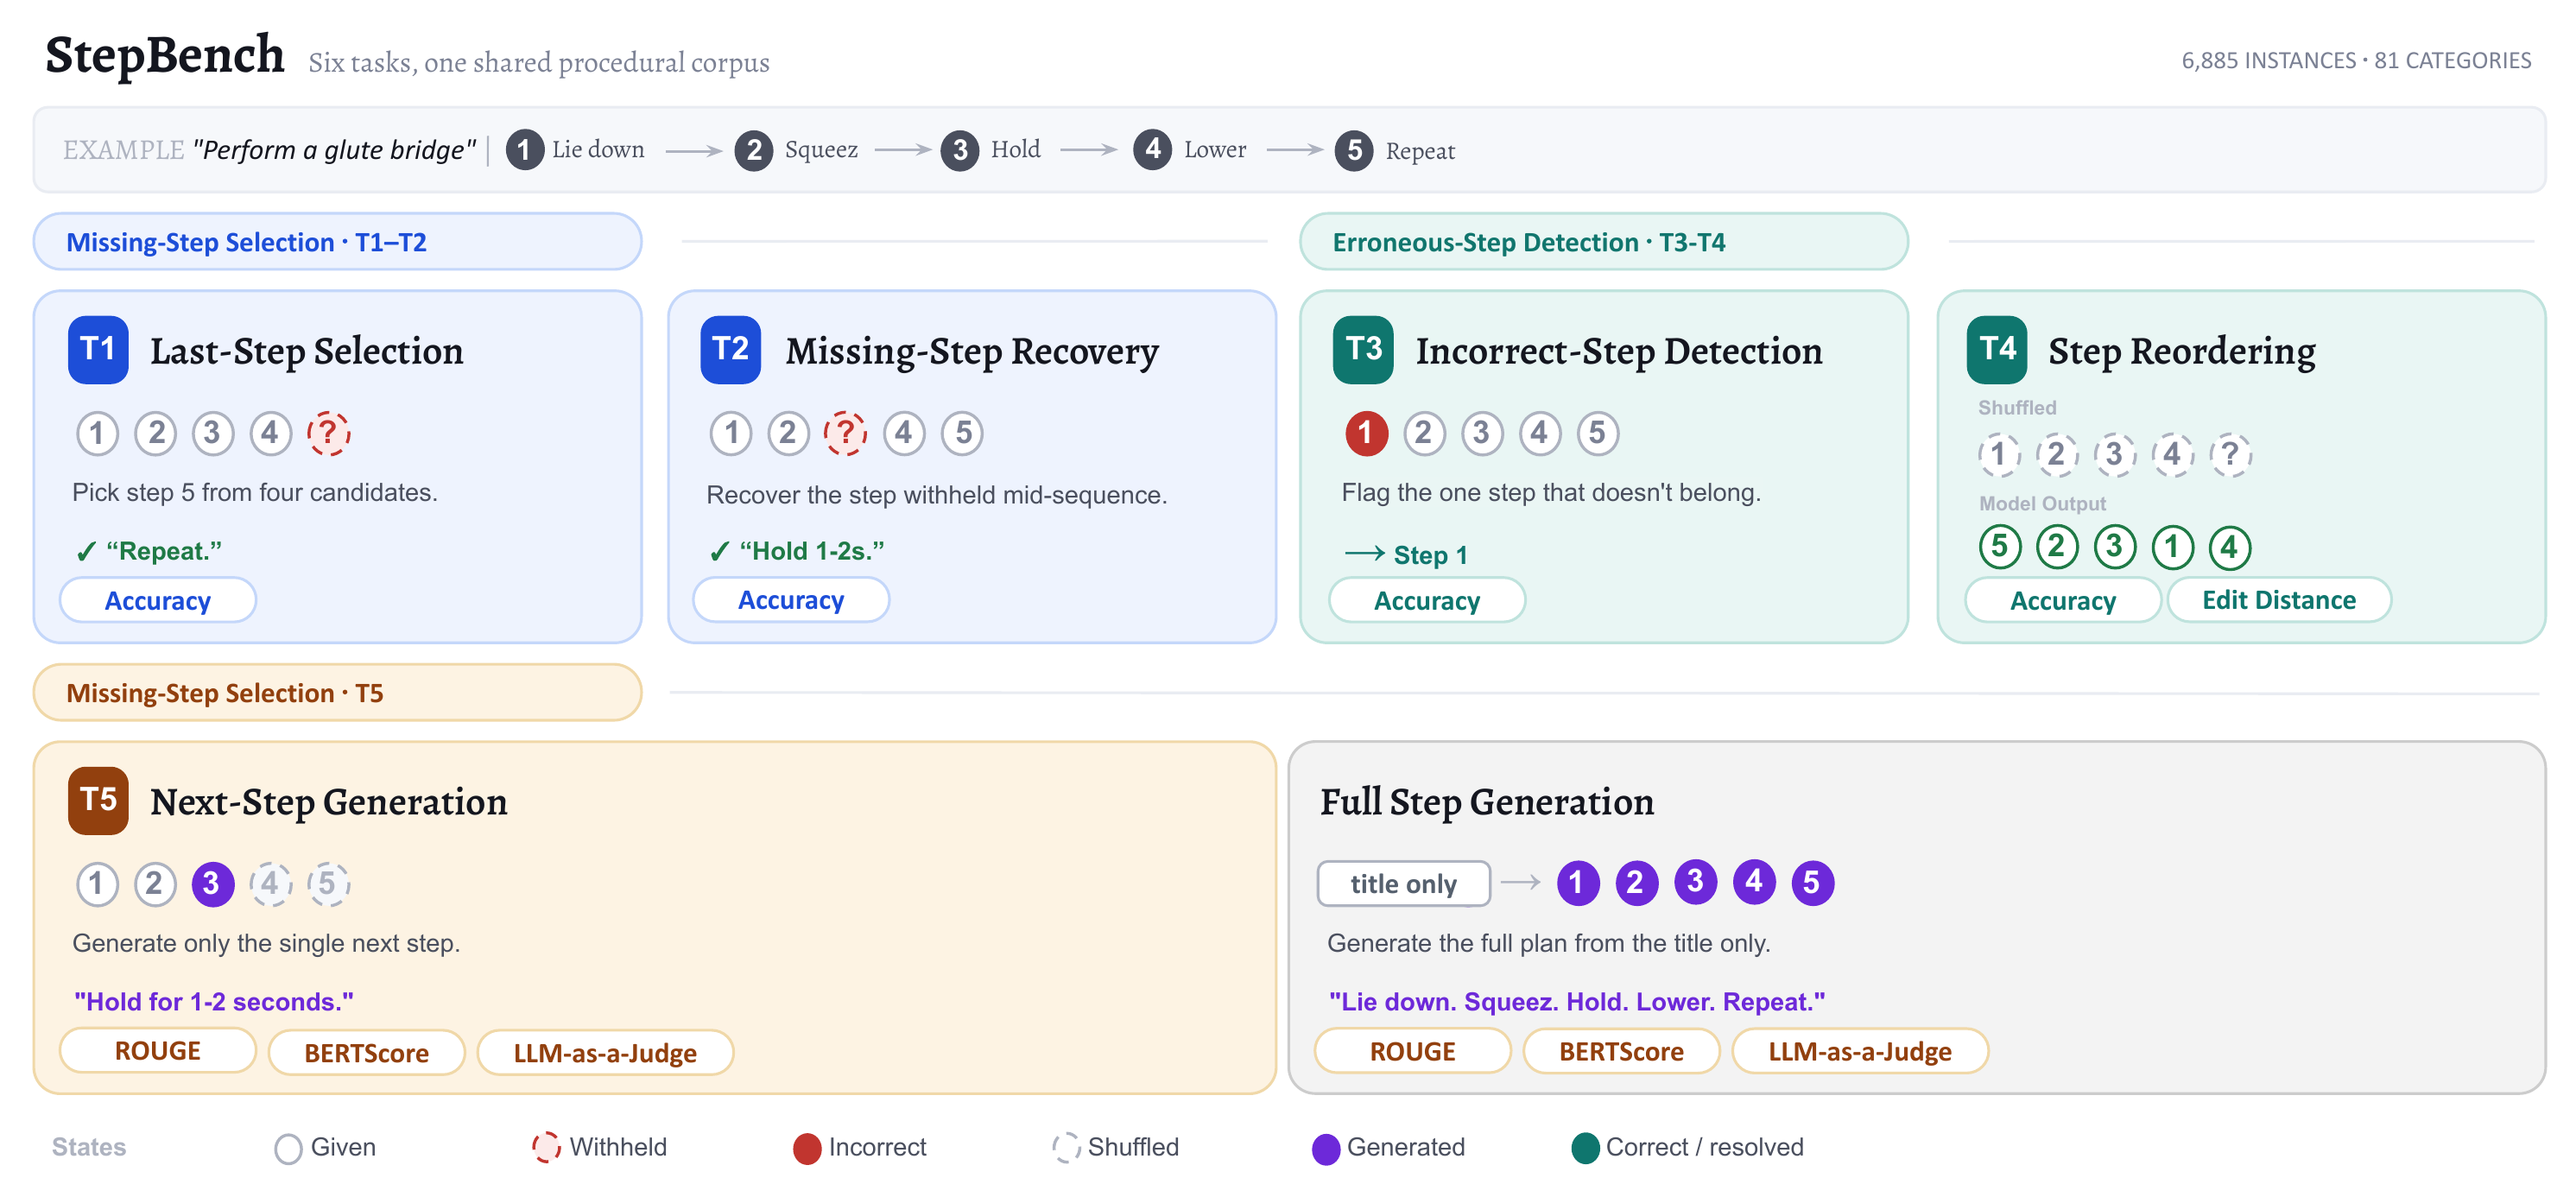 StepBench Six tasks, one shared procedural corpus 6,885 INSTANCES · 81 CATEGORIES
EXAMPLE "Perform a glute bridge" | 1 Lie down → 2 Squeez → 3 Hold → 4 Lower → 5 Repeat
Missing-Step Selection · T1–T2
Erroneous-Step Detection · T3-T4
T1 Last-Step Selection
1 2 3 4 ?
Pick step 5 from four candidates.
✓ “Repeat.”
Accuracy
T2 Missing-Step Recovery
1 2 ? 4 5
Recover the step withheld mid-sequence.
✓ “Hold 1-2s.”
Accuracy
T3 Incorrect-Step Detection
1 2 3 4 5
Flag the one step that doesn't belong.
→ Step 1
Accuracy
T4 Step Reordering
Shuffled
1 2 3 4 ?
Model Output
5 2 3 1 4
Accuracy Edit Distance
Missing-Step Selection · T5
T5 Next-Step Generation
1 2 3 4 5
Generate only the single next step.
"Hold for 1-2 seconds."
ROUGE BERTScore LLM-as-a-Judge
Full Step Generation
title only → 1 2 3 4 5
Generate the full plan from the title only.
"Lie down. Squeez. Hold. Lower. Repeat."
ROUGE BERTScore LLM-as-a-Judge
States Given Withheld Incorrect Shuffled Generated Correct / resolved